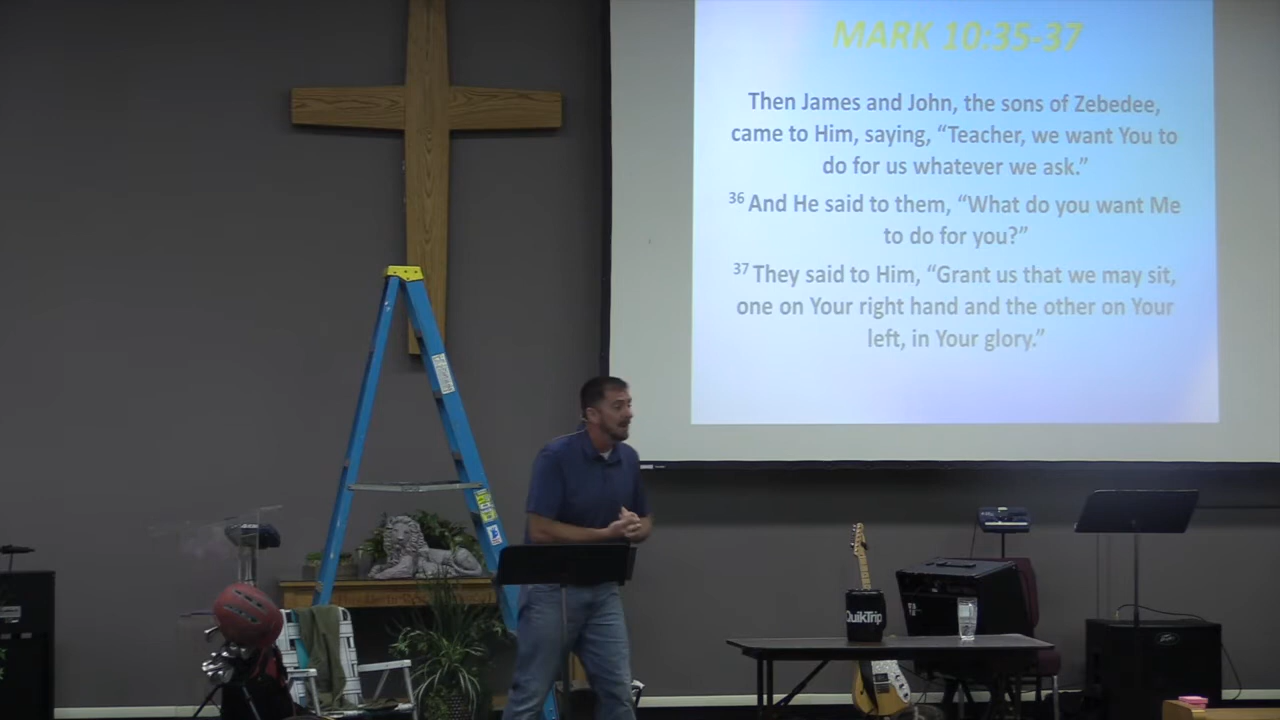 MARK 10:35-37
Then James and John, the sons of Zebedee,
came to Him, saying, “Teacher, we want You to
do for us whatever we ask.”
36 And He said to them, “What do you want Me
to do for you?”
37 They said to Him, “Grant us that we may sit,
one on Your right hand and the other on Your
left, in Your glory.”
QuikTrip